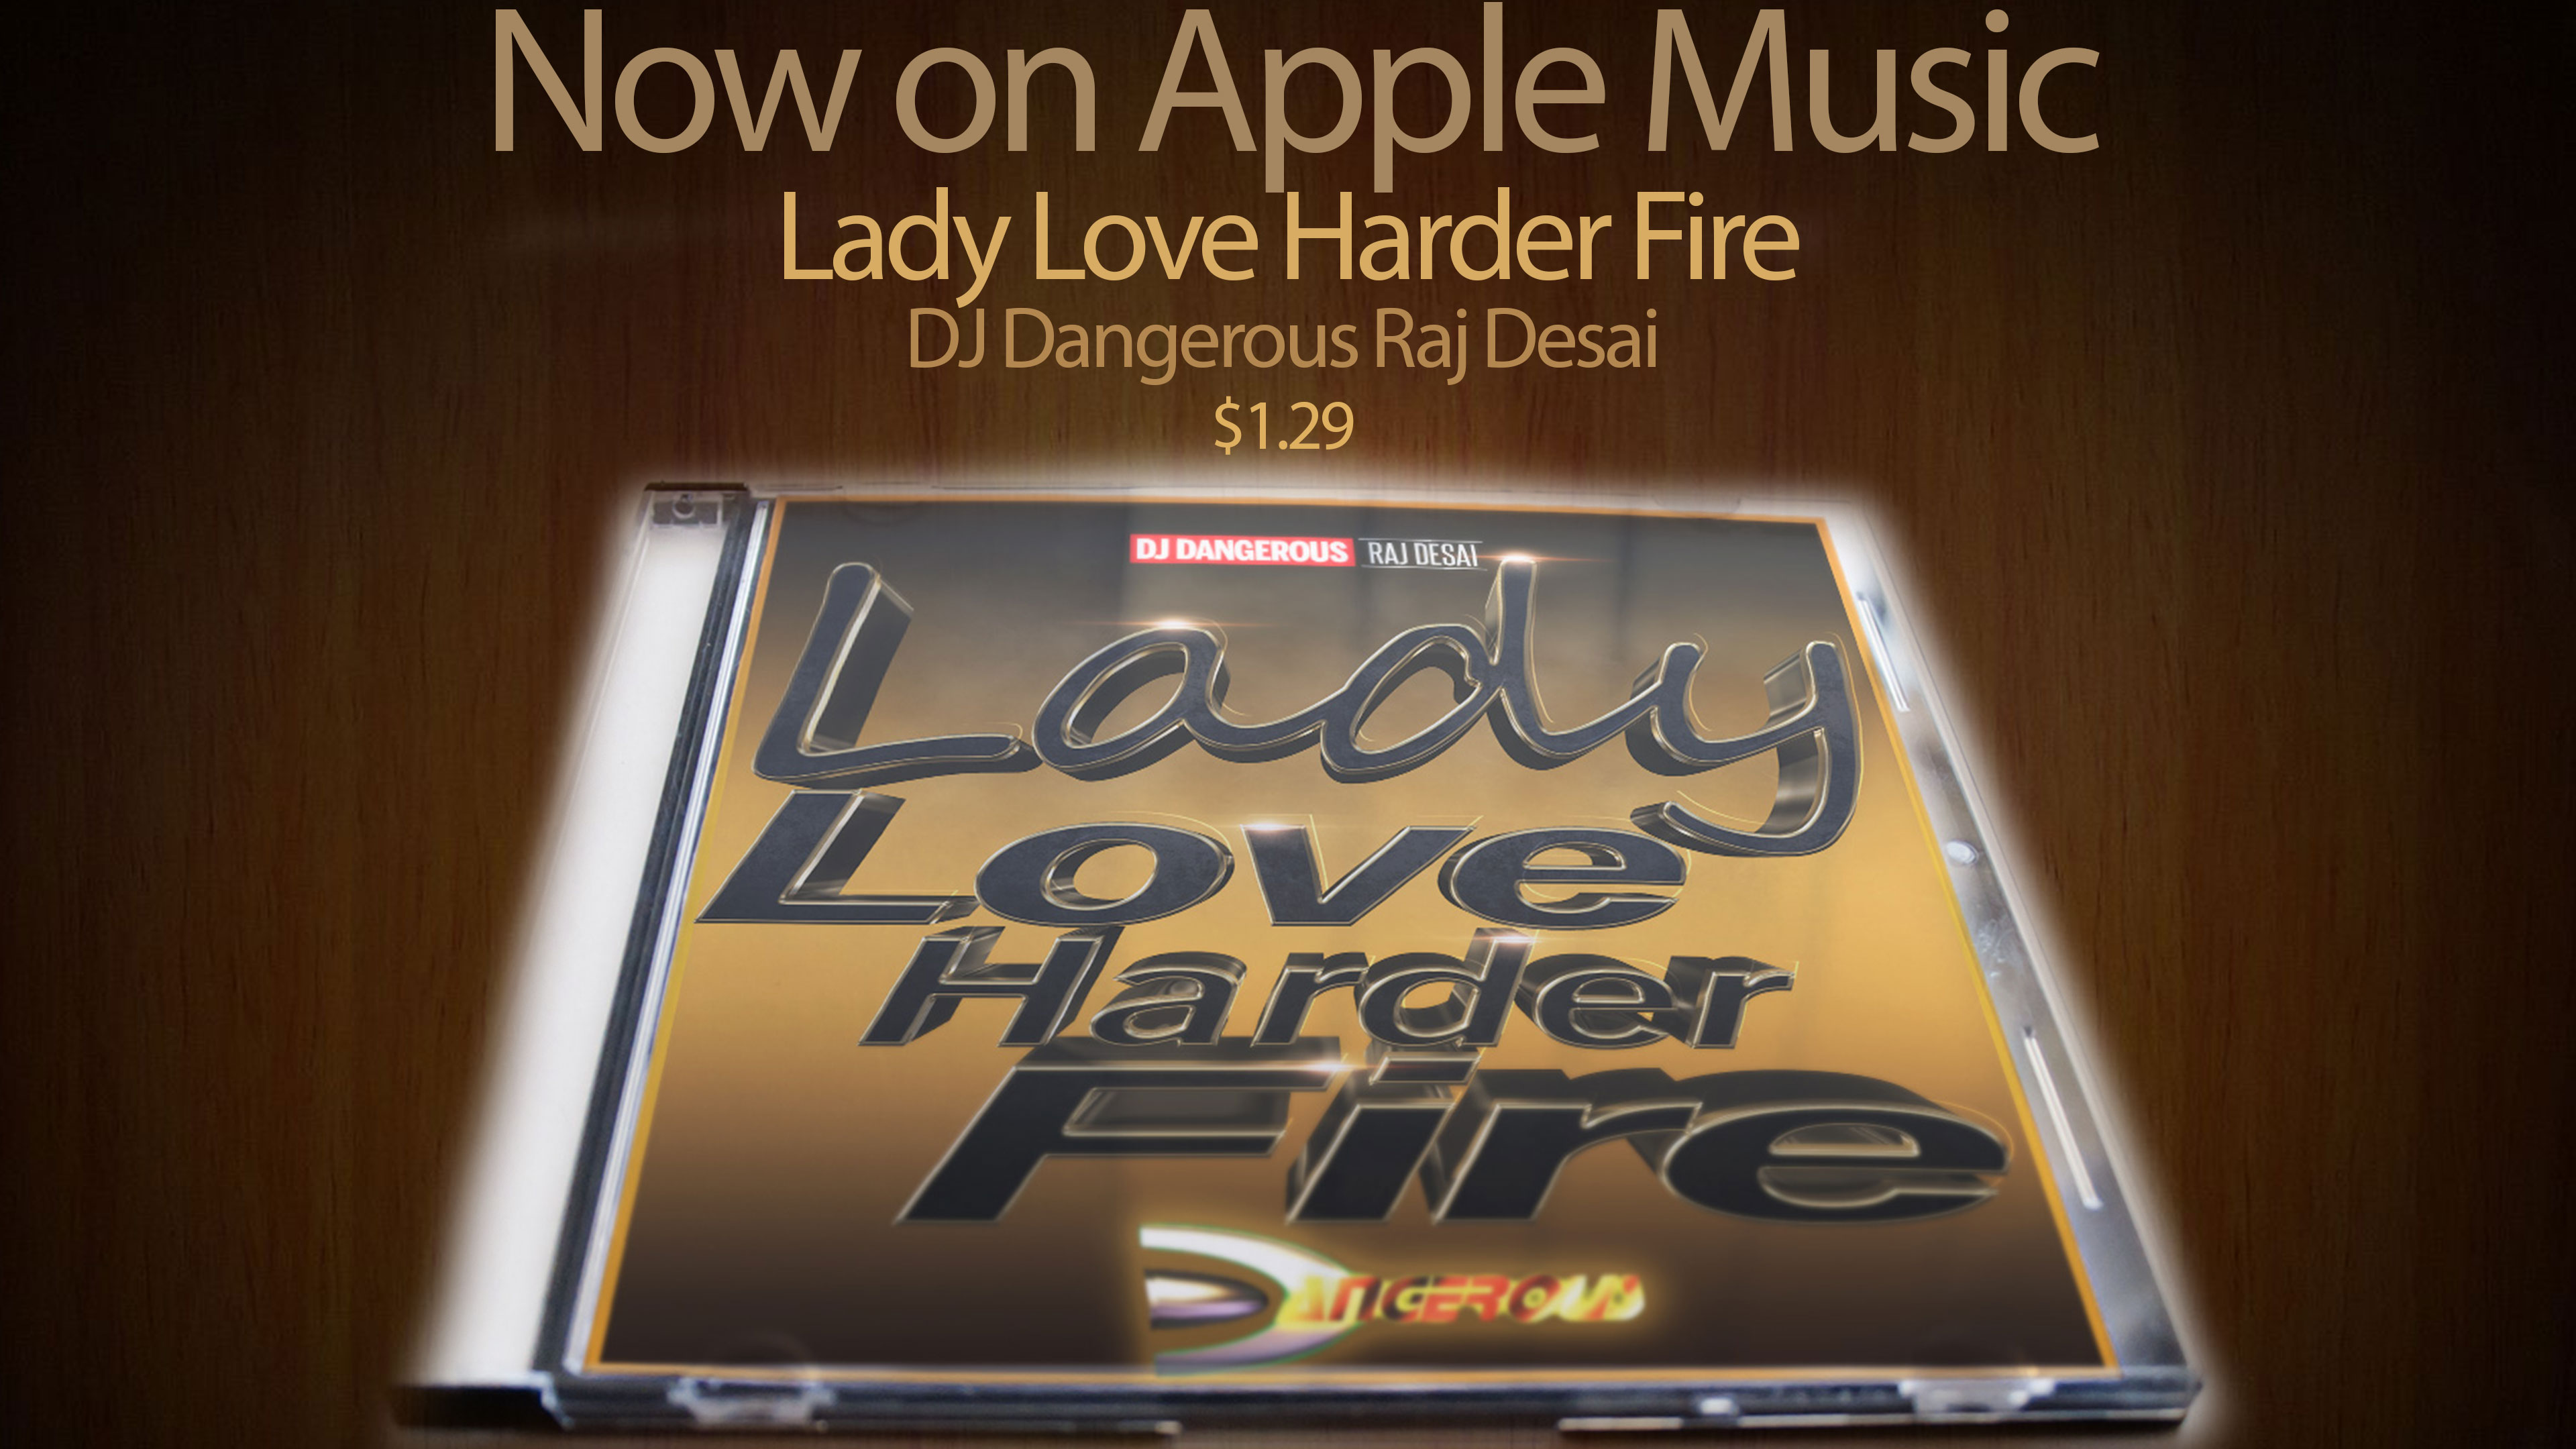 Now on Apple Music
Lady Love Harder Fire
DJ Dangerous Raj Desai
$1.29
DJ DANGEROUS RAJ DESAI
Lady
Love
Harder
Fire
DANGEROUS